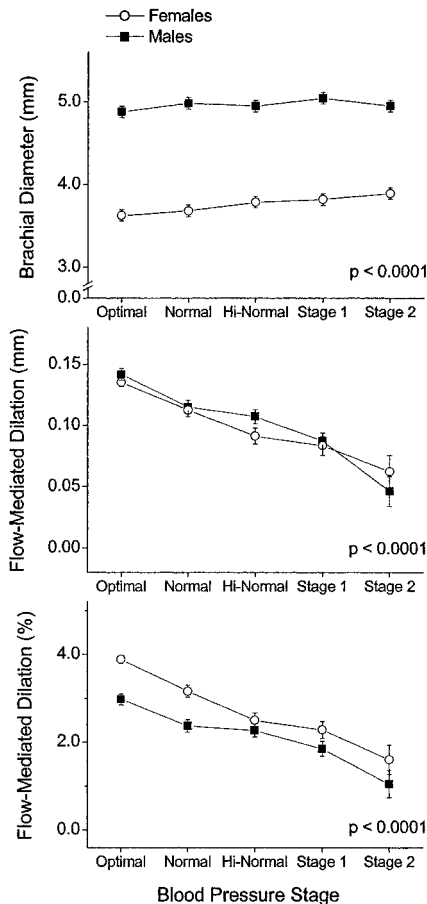 Females
Males
Brachial Diameter (mm)
5.0
4.0
3.0
0.0
p < 0.0001
Optimal Normal Hi-Normal Stage 1 Stage 2
Flow-Mediated Dilation (mm)
0.15
0.10
0.05
0.00
p < 0.0001
Optimal Normal Hi-Normal Stage 1 Stage 2
Flow-Mediated Dilation (%)
4.0
2.0
0.0
p < 0.0001
Optimal Normal Hi-Normal Stage 1 Stage 2
Blood Pressure Stage